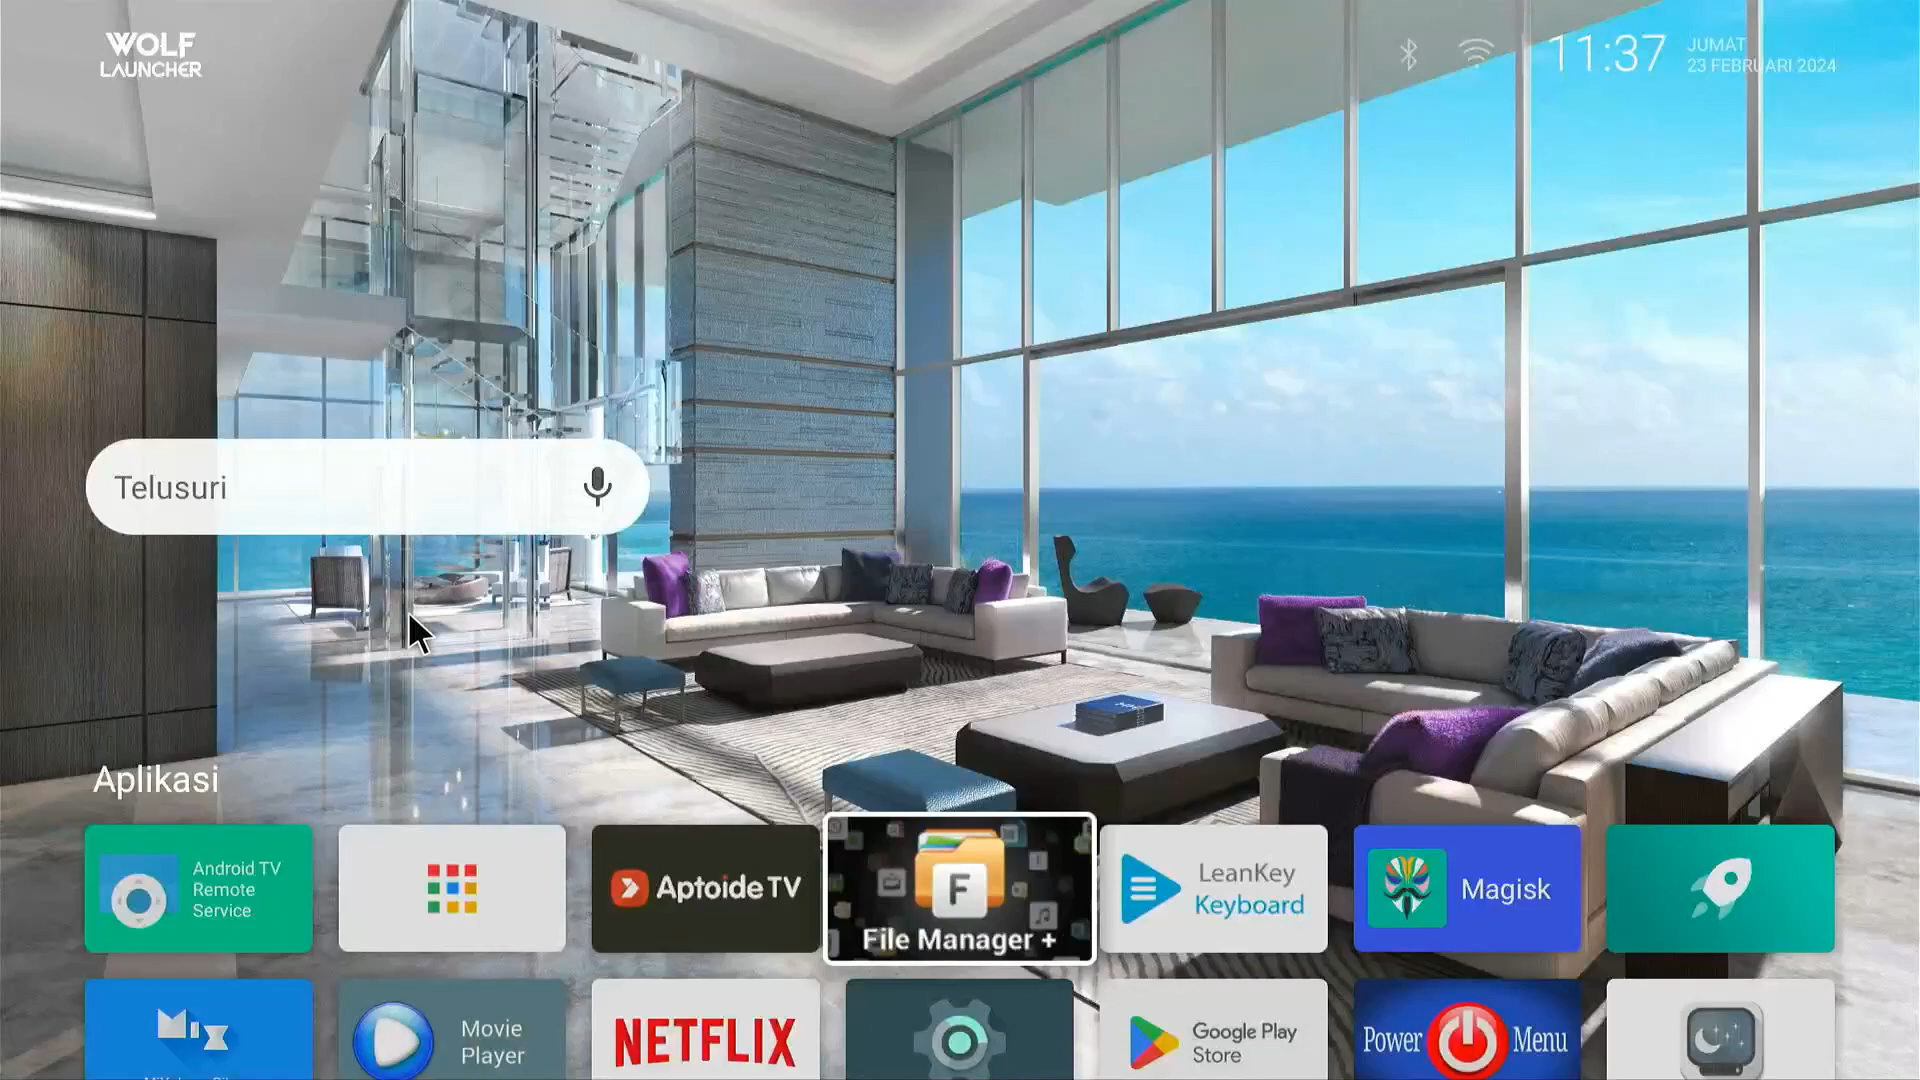 WOLF
LAUNCHER
11:37
JUMAT
23 FEBRUARI 2024
Telusuri
Aplikasi
Android TV
Remote
Service
Aptoide TV
F
File Manager +
LeanKey
Keyboard
Magisk
Mix
Movie
Player
NETFLIX
Google Play
Store
Power Menu